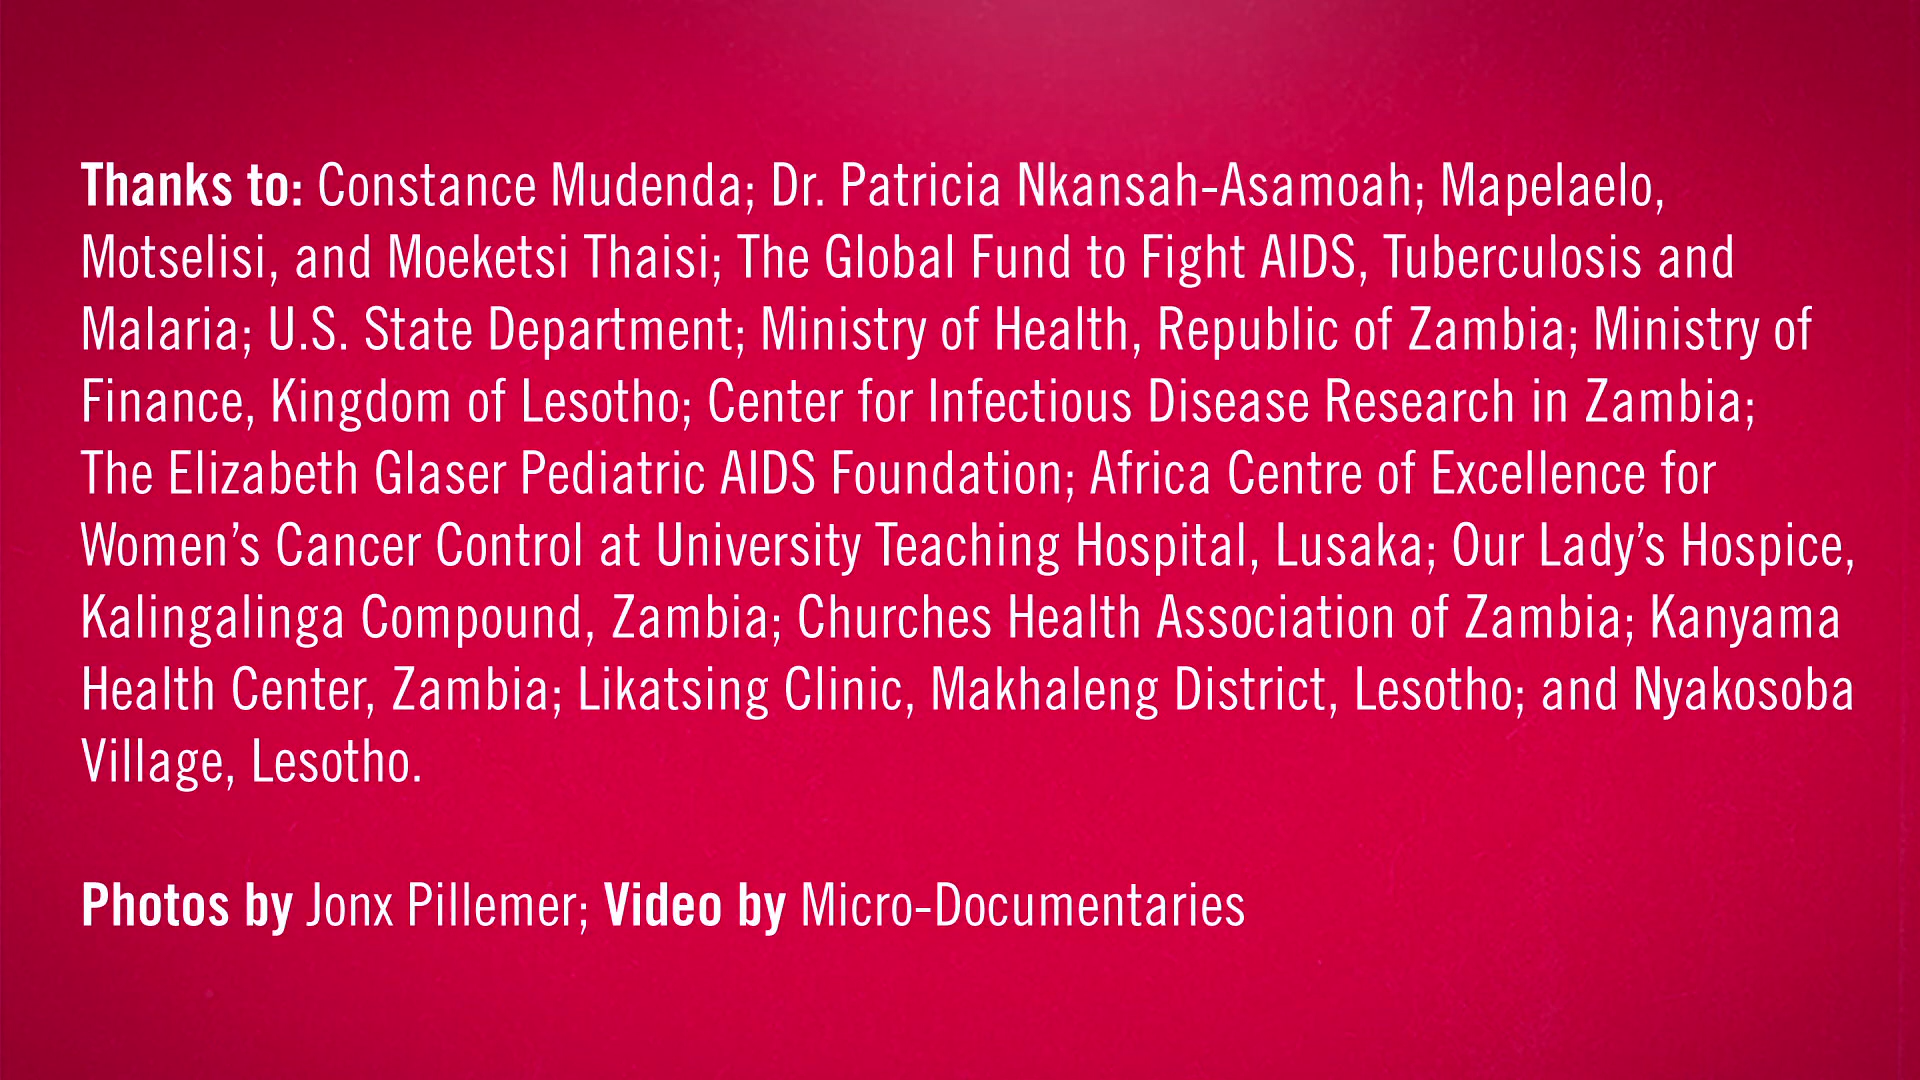 Thanks to: Constance Mudenda; Dr. Patricia Nkansah-Asamoah; Mapelaelo,
Motselisi, and Moeketsi Thaisi; The Global Fund to Fight AIDS, Tuberculosis and
Malaria; U.S. State Department; Ministry of Health, Republic of Zambia; Ministry of
Finance, Kingdom of Lesotho; Center for Infectious Disease Research in Zambia;
The Elizabeth Glaser Pediatric AIDS Foundation; Africa Centre of Excellence for
Women’s Cancer Control at University Teaching Hospital, Lusaka; Our Lady’s Hospice,
Kalingalinga Compound, Zambia; Churches Health Association of Zambia; Kanyama
Health Center, Zambia; Likatsing Clinic, Makhaleng District, Lesotho; and Nyakosoba
Village, Lesotho.
Photos by Jonx Pillemer; Video by Micro-Documentaries